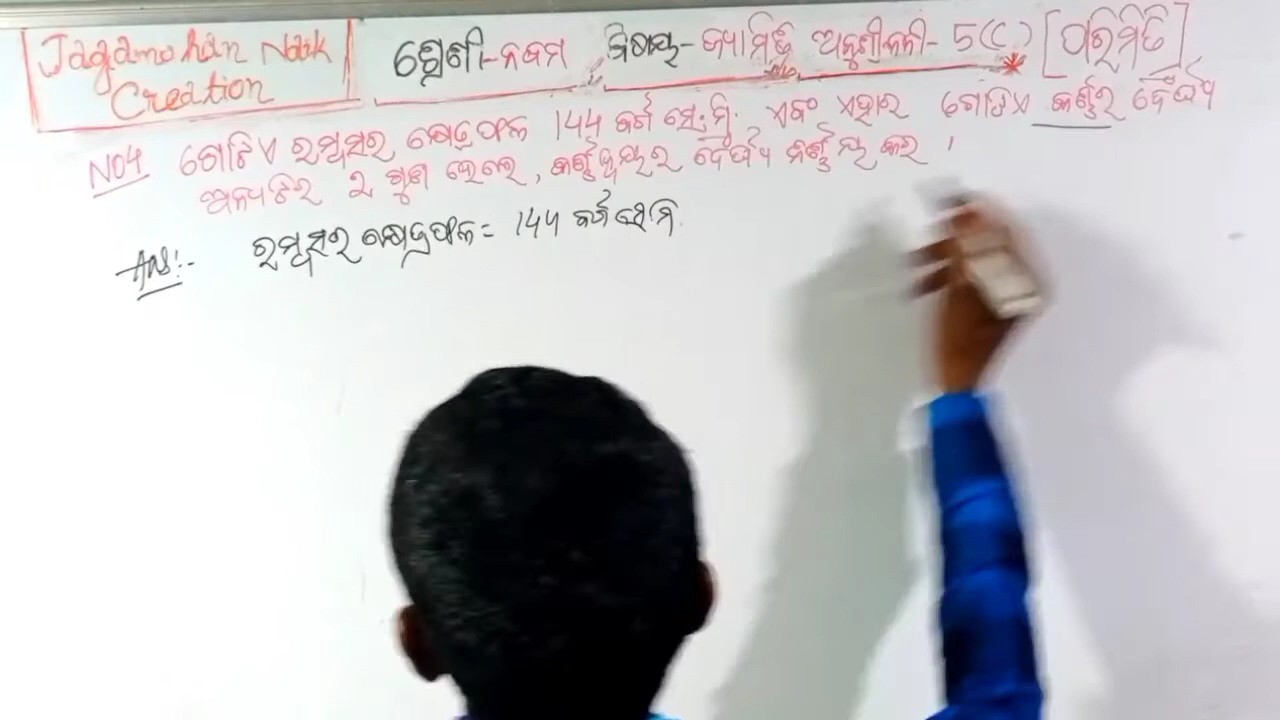 Jagamohan Naak
Creation
ଶ୍ରେଣୀ-ନବମ ବିଷୟ-ଜ୍ୟାମିତି ଅନୁଶୀଳନୀ-5(C) [ପରିମିତି]
NO4 ଗୋଟିଏ ରମ୍ବସର କ୍ଷେତ୍ରଫଳ 144 ବର୍ଗ ସେ.ମି. ଏବଂ ଏହାର ଗୋଟିଏ କର୍ଣ୍ଣର ଦୈର୍ଘ୍ୟ
ଅନ୍ୟଟିର 2 ଗୁଣ ହେଲେ, କର୍ଣ୍ଣଦ୍ୱୟର ଦୈର୍ଘ୍ୟ ନିର୍ଣ୍ଣୟ କର ।
Ans:- ରମ୍ବସର କ୍ଷେତ୍ରଫଳ = 144 ବର୍ଗ ସେମି.